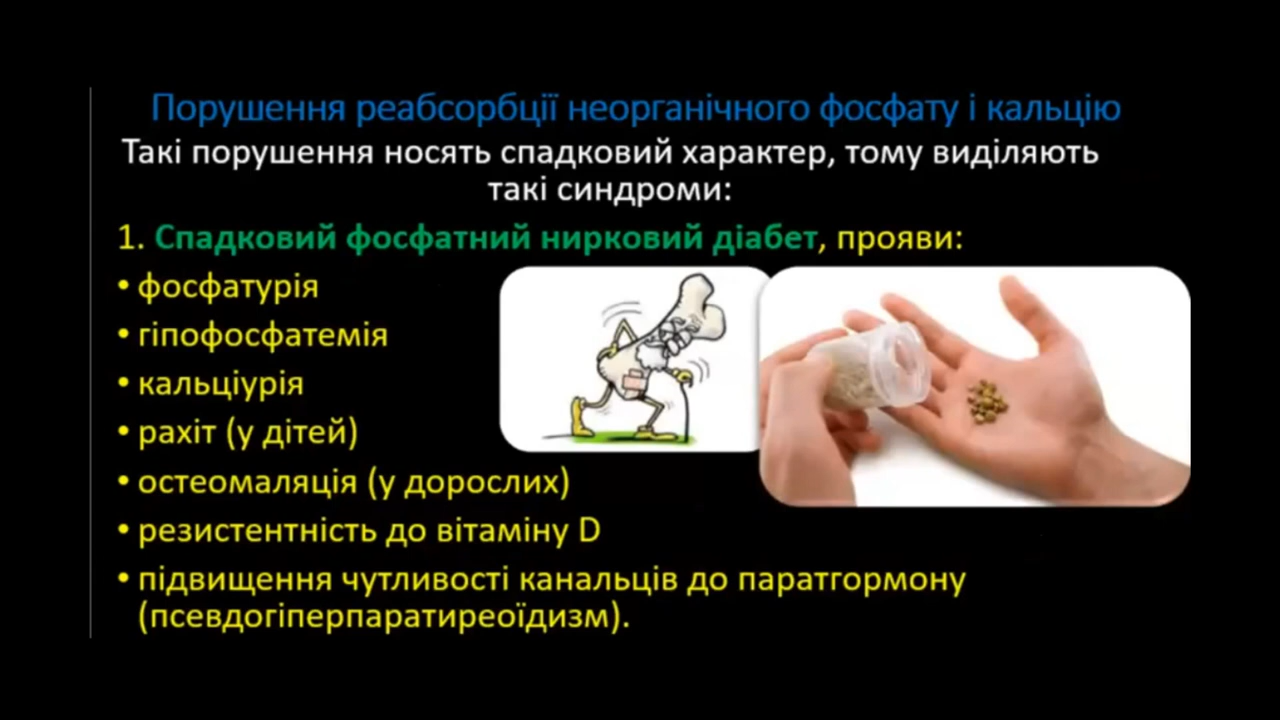 Порушення реабсорбції неорганічного фосфату і кальцію
Такі порушення носять спадковий характер, тому виділяють
такі синдроми:
1. Спадковий фосфатний нирковий діабет, прояви:
• фосфатурія
• гіпофосфатемія
• кальціурія
• рахіт (у дітей)
• остеомаляція (у дорослих)
• резистентність до вітаміну D
• підвищення чутливості канальців до паратгормону
(псевдогіперпаратиреоїдизм).